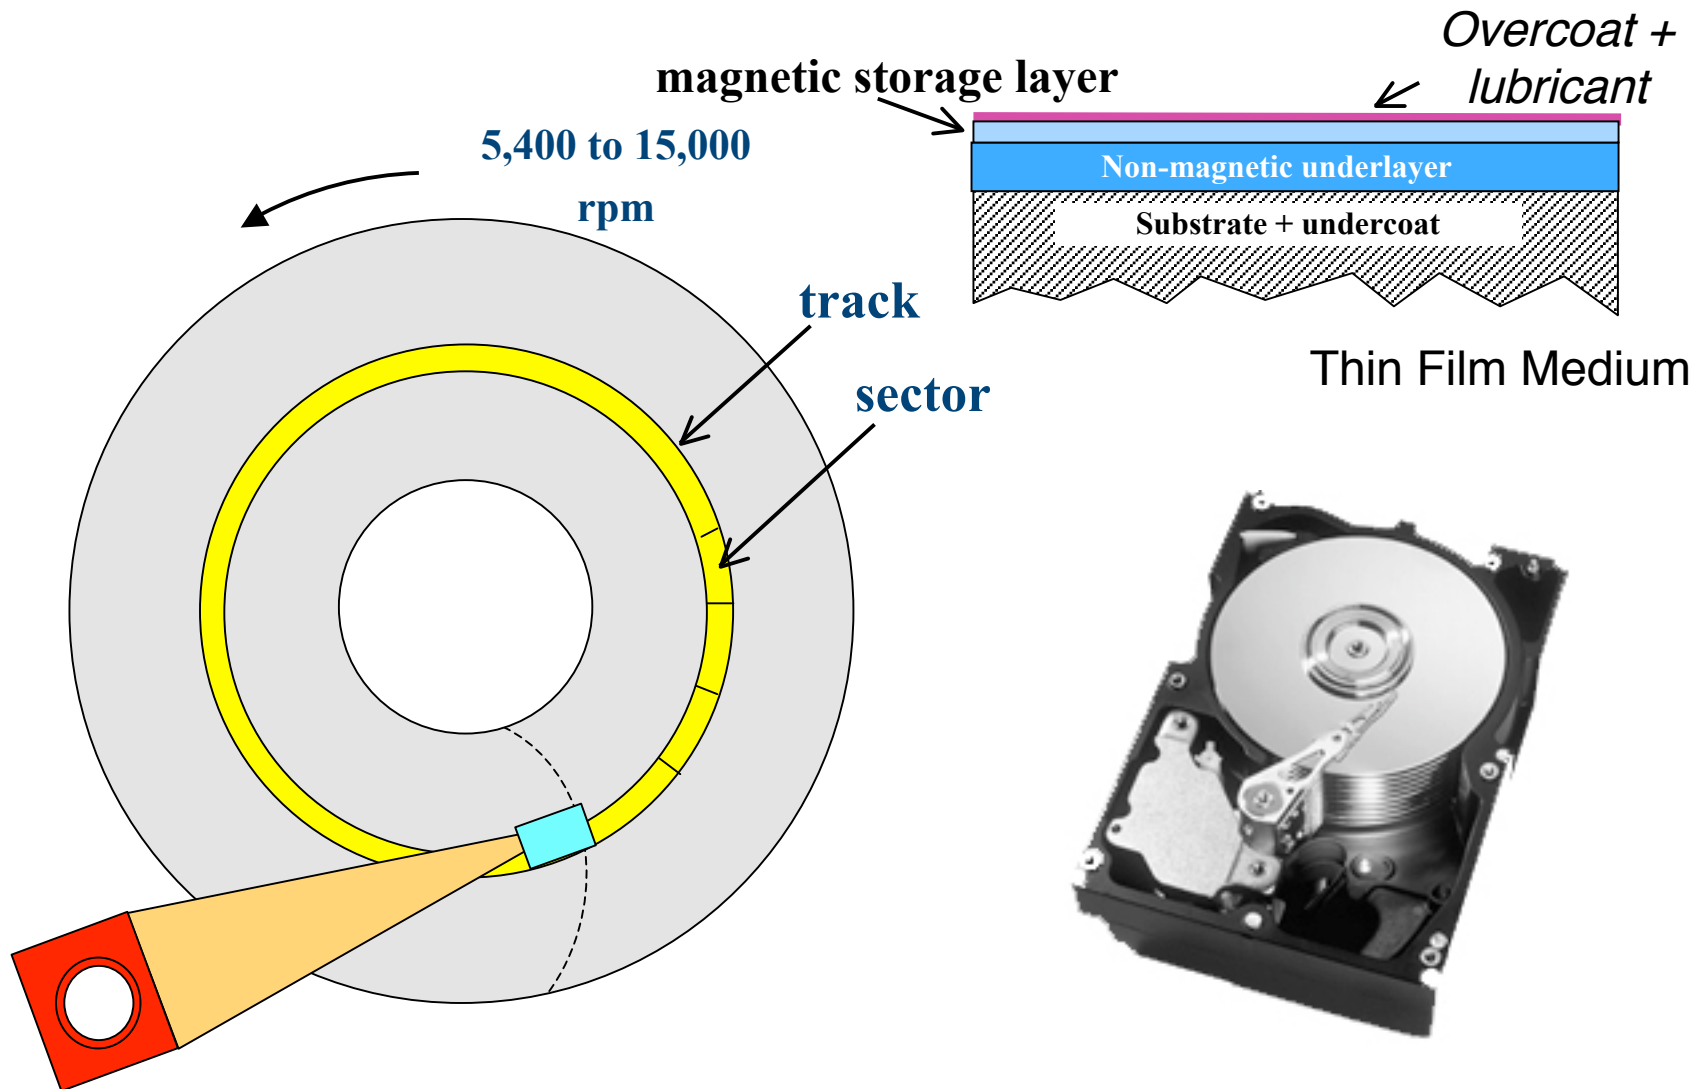 Overcoat +
lubricant
magnetic storage layer
5,400 to 15,000
rpm
Non-magnetic underlayer
Substrate + undercoat
track
sector
Thin Film Medium